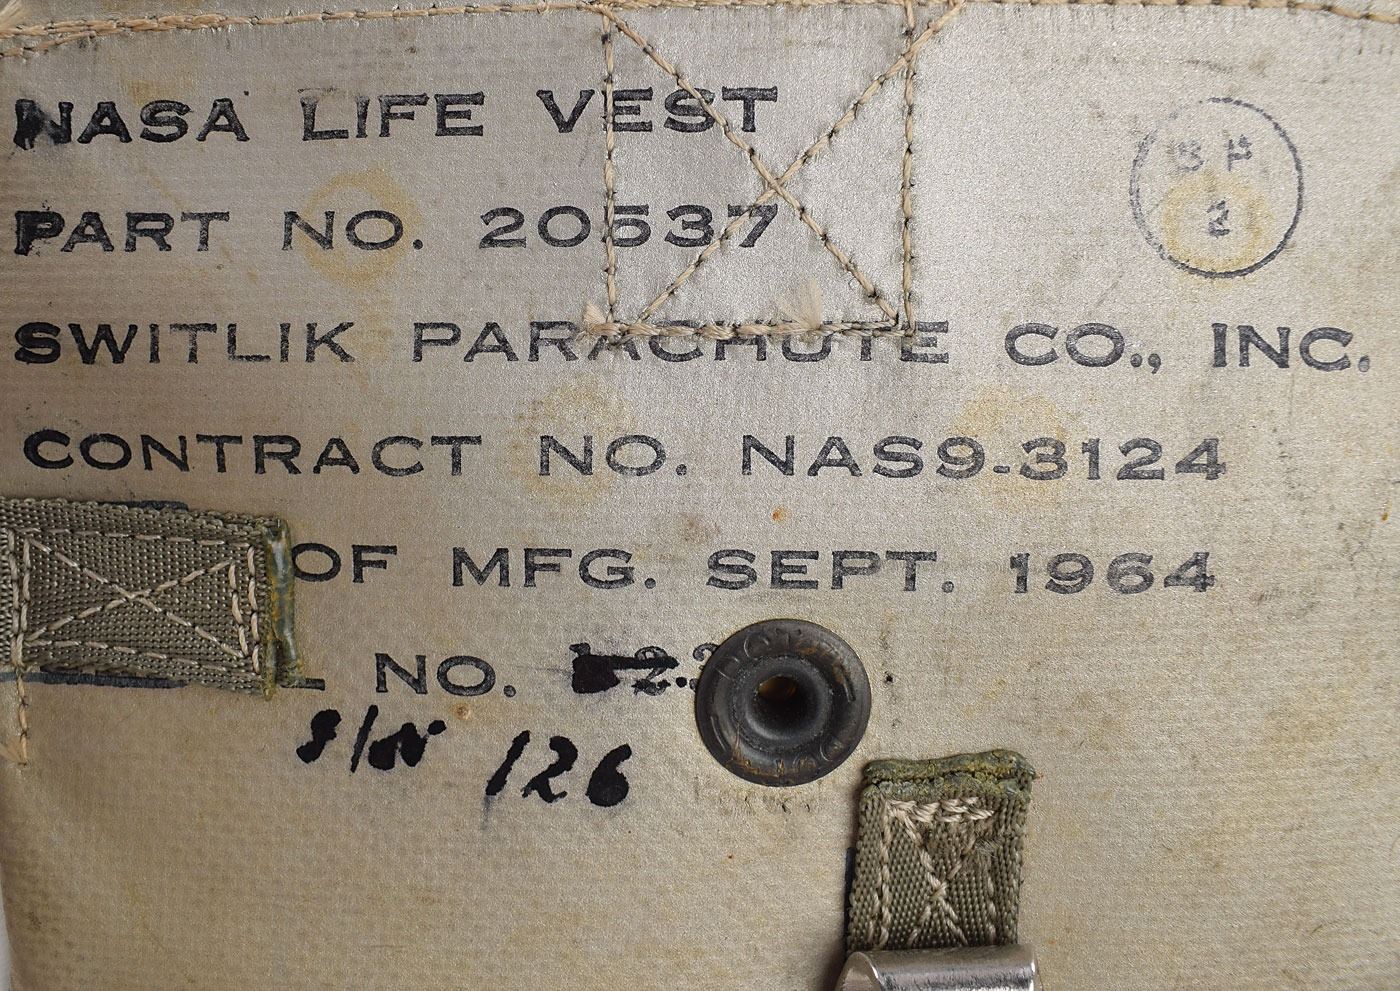 NASA LIFE VEST
PART NO. 20537
SWITLIK PARACHUTE CO., INC.
CONTRACT NO. NAS9-3124
OF MFG. SEPT. 1964
NO.
S/N 126
2